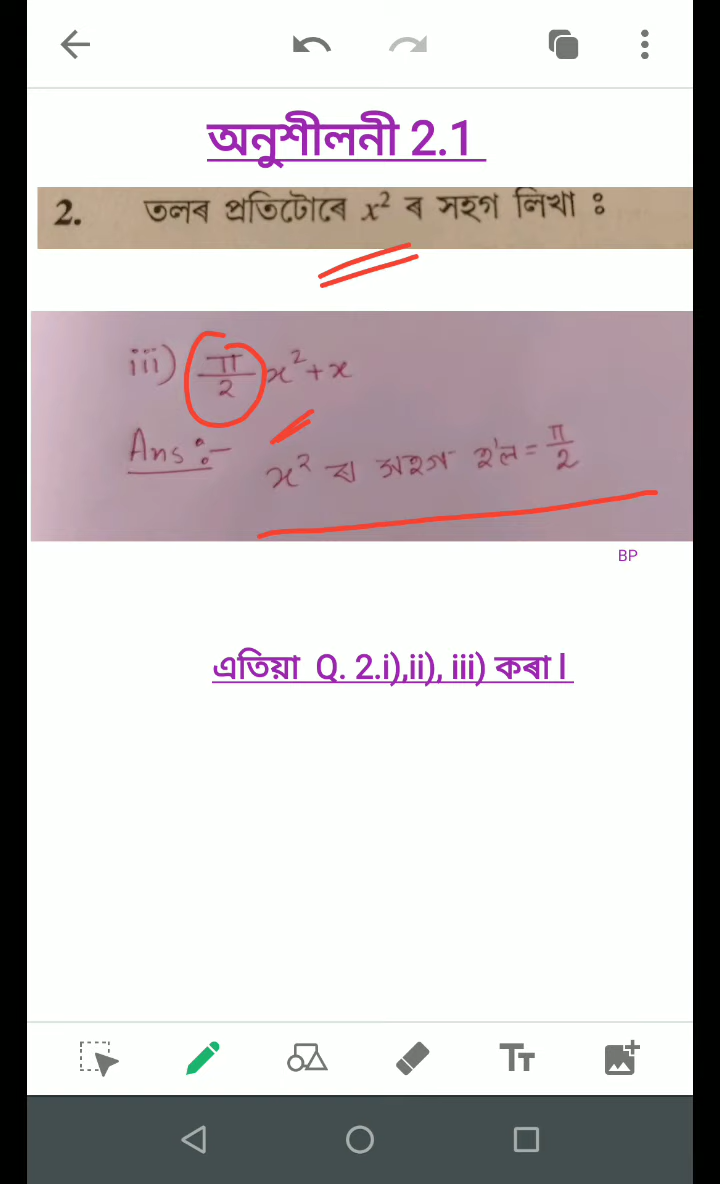 অনুশীলনী 2.1
2. তলৰ প্ৰতিটোৰে x² ৰ সহগ লিখা ঃ
iii) π/2 x² + x
Ans :- x² ৰ সহগ হ'ল = π/2
BP
এতিয়া Q. 2.i),ii), iii) কৰা l
Tт